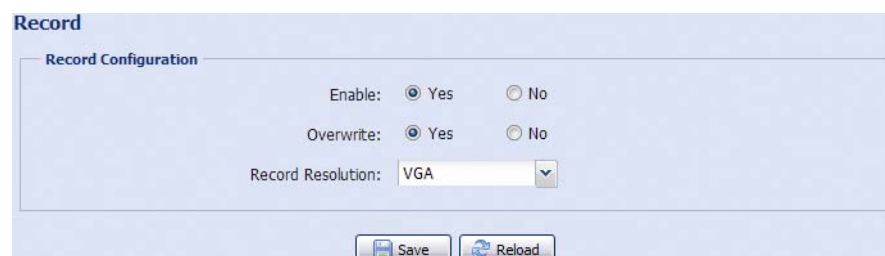 Record
Record Configuration
Enable: Yes No
Overwrite: Yes No
Record Resolution: VGA
Save Reload